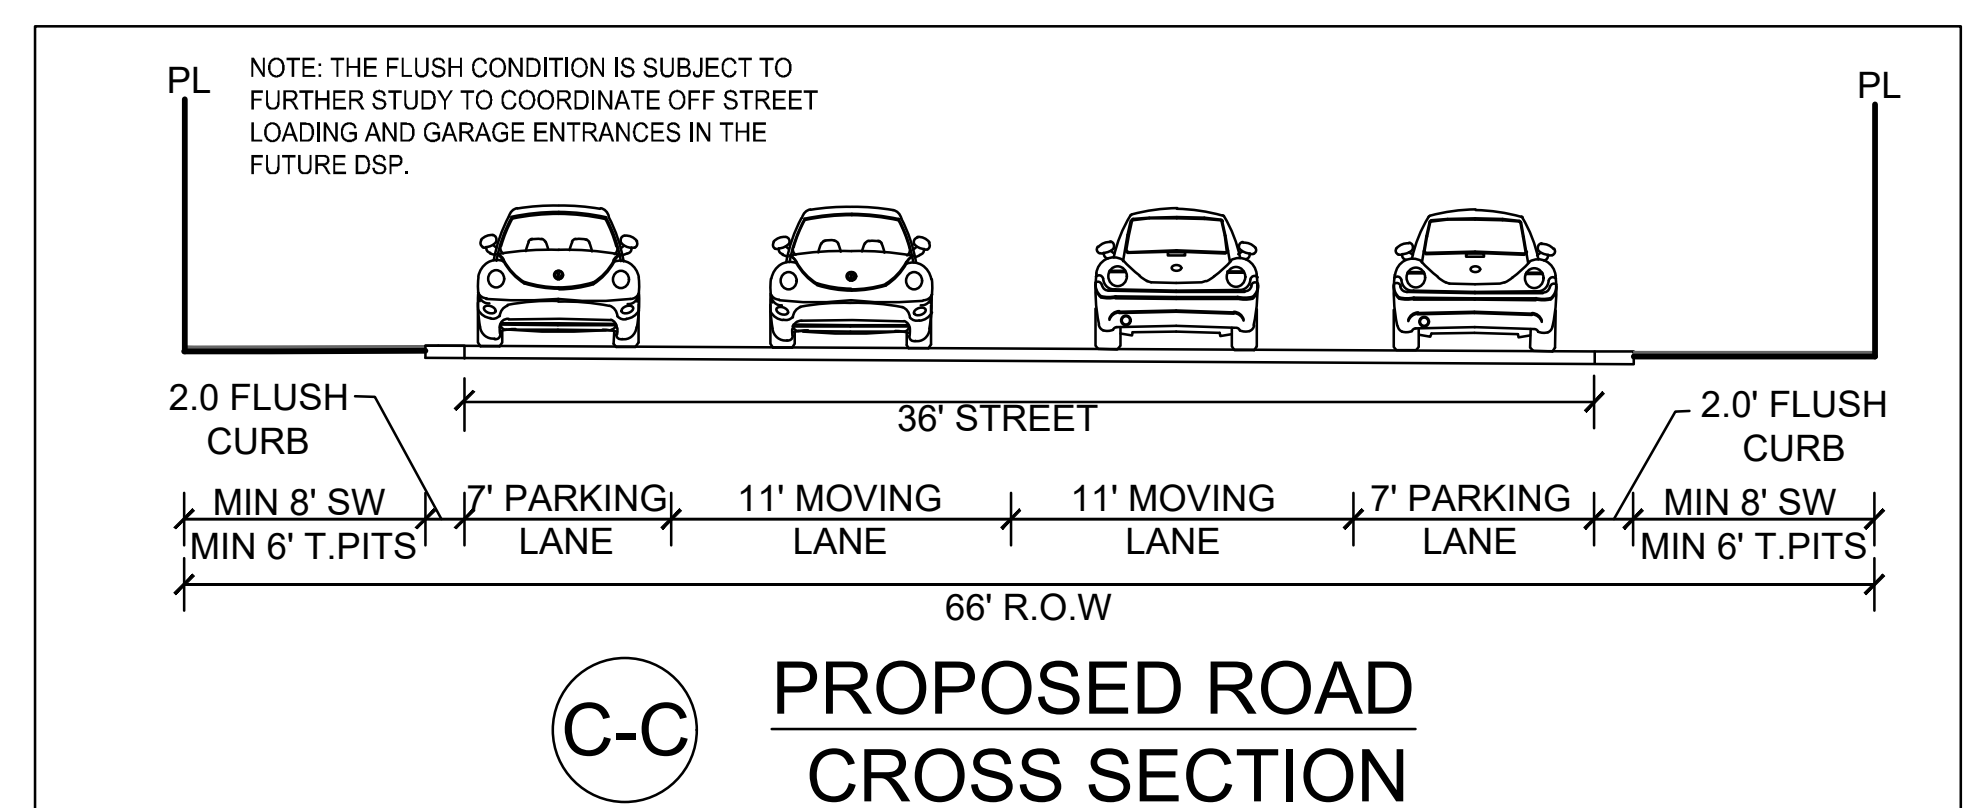 PL
NOTE: THE FLUSH CONDITION IS SUBJECT TO
FURTHER STUDY TO COORDINATE OFF STREET
LOADING AND GARAGE ENTRANCES IN THE
FUTURE DSP.
PL
2.0 FLUSH
CURB
36' STREET
2.0' FLUSH
CURB
MIN 8' SW
MIN 6' T.PITS
7' PARKING
LANE
11' MOVING
LANE
11' MOVING
LANE
7' PARKING
LANE
MIN 8' SW
MIN 6' T.PITS
66' R.O.W
C-C
PROPOSED ROAD
CROSS SECTION